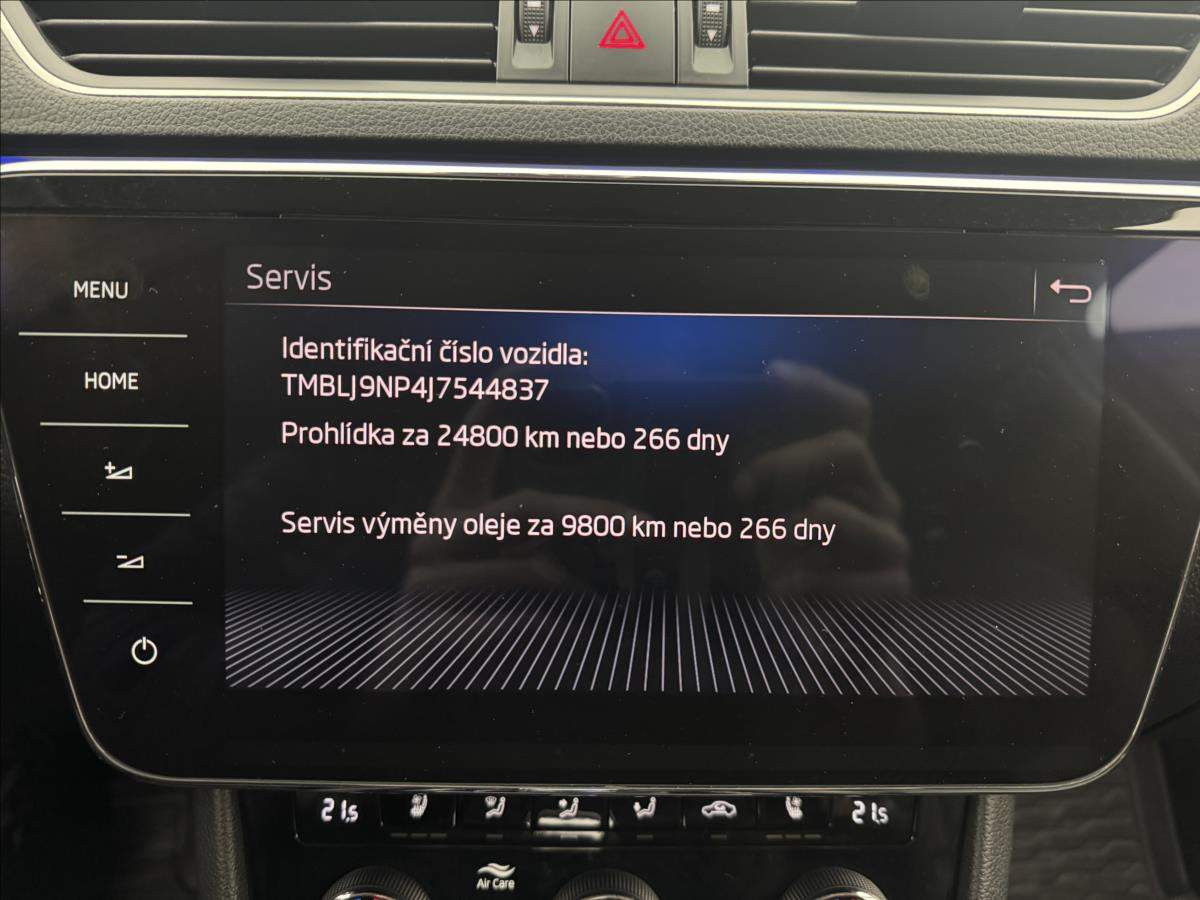 Servis
MENU
HOME
Identifikační číslo vozidla:
TMBLJ9NP4J7544837
Prohlídka za 24800 km nebo 266 dny
Servis výměny oleje za 9800 km nebo 266 dny
21.5
21.5
Air Care